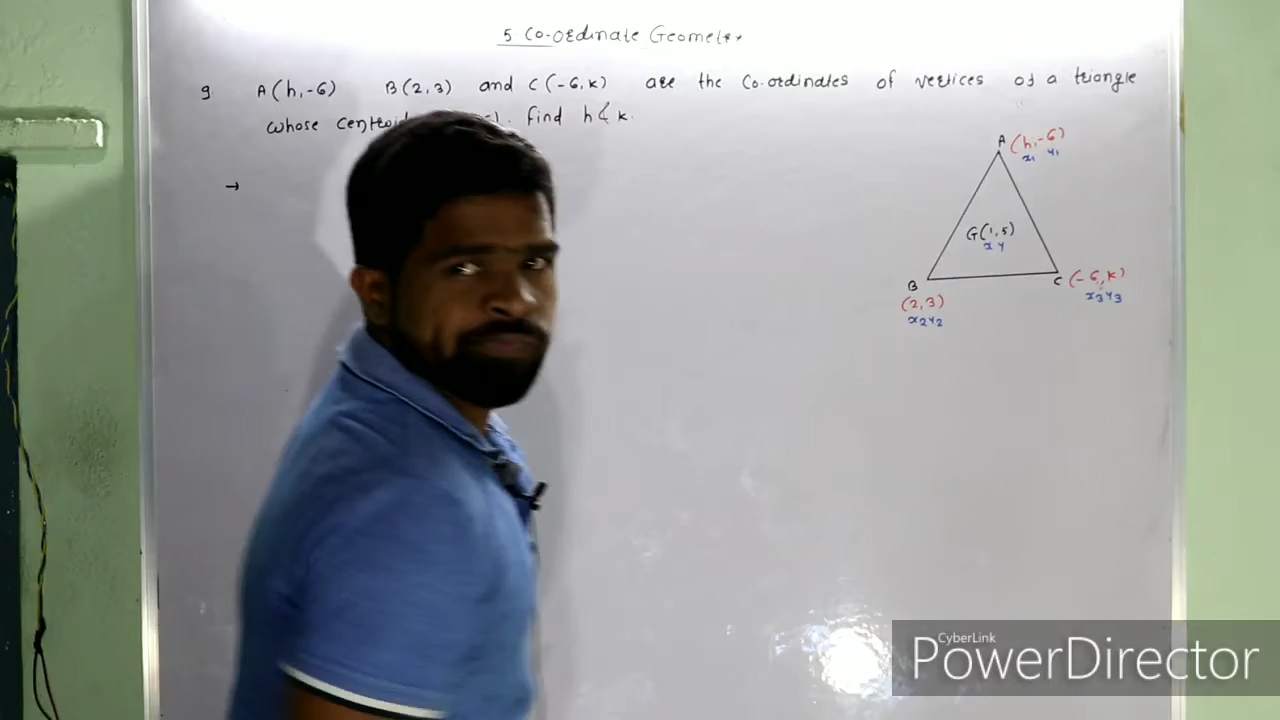 5 Co-ordinate Geometry
9 A(h,-6) B(2,3) and C(-6,k) are the Co-ordinates of vertices of a triangle
whose find h & k.
→
A (h,-6)
x₁ y₁
G(1,5)
x y
B
(2,3)
x₂ y₂
C (-6,k)
x₃ y₃
CyberLink
PowerDirector